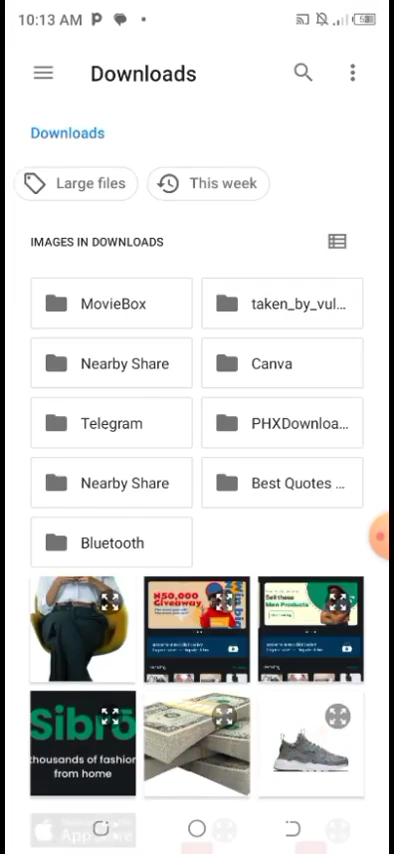 10:13 AM
Downloads
Downloads
Large files
This week
IMAGES IN DOWNLOADS
MovieBox
taken_by_vul...
Nearby Share
Canva
Telegram
PHXDownloa...
Nearby Share
Best Quotes ...
Bluetooth
₦50,000
Giveaway
Sell these
Men Products
Sibrō
thousands of fashion
from home